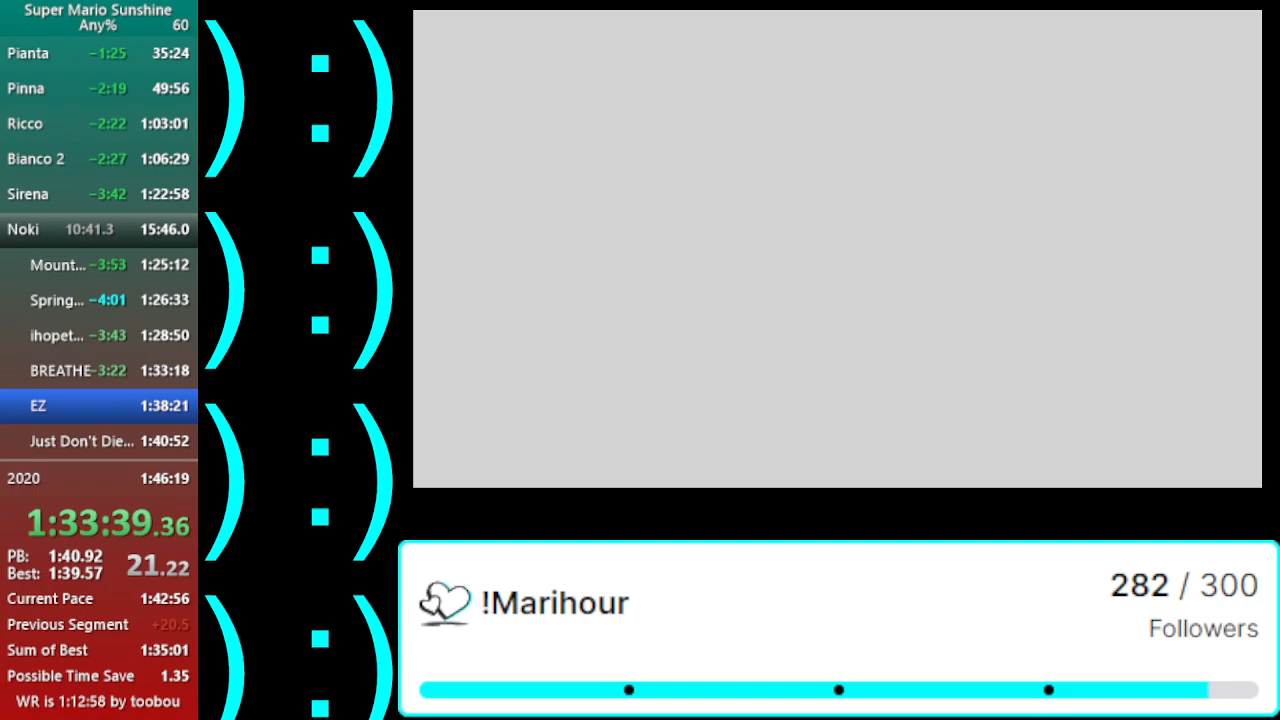 Super Mario Sunshine
Any% 60
Pianta −1:25 35:24
Pinna −2:19 49:56
Ricco −2:22 1:03:01
Bianco 2 −2:27 1:06:29
Sirena −3:42 1:22:58
Noki 10:41.3 15:46.0
Mount... −3:53 1:25:12
Spring... −4:01 1:26:33
ihopet... −3:43 1:28:50
BREATHE −3:22 1:33:18
EZ 1:38:21
Just Don't Die... 1:40:52
2020 1:46:19
1:33:39.36
PB: 1:40.92
Best: 1:39.57
21.22
Current Pace 1:42:56
Previous Segment +20.5
Sum of Best 1:35:01
Possible Time Save 1.35
WR is 1:12:58 by toobou
) :)
) :)
) :)
) :)
!Marihour
282 / 300
Followers